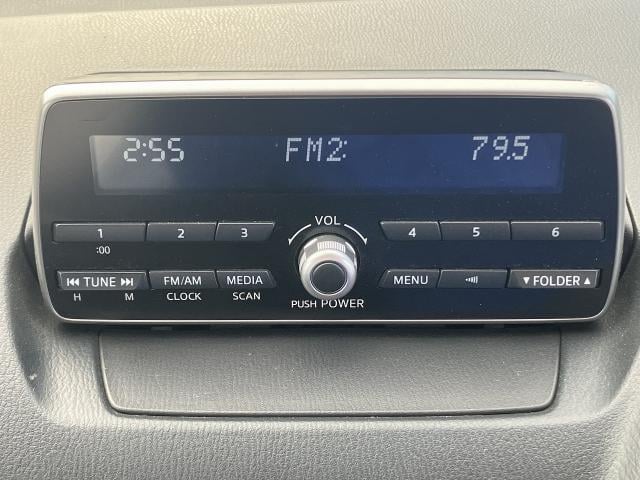 2:55 FM2: 79.5
VOL
1 2 3 4 5 6
:00
TUNE FM/AM MEDIA MENU ▼FOLDER▲
H M CLOCK SCAN PUSH POWER